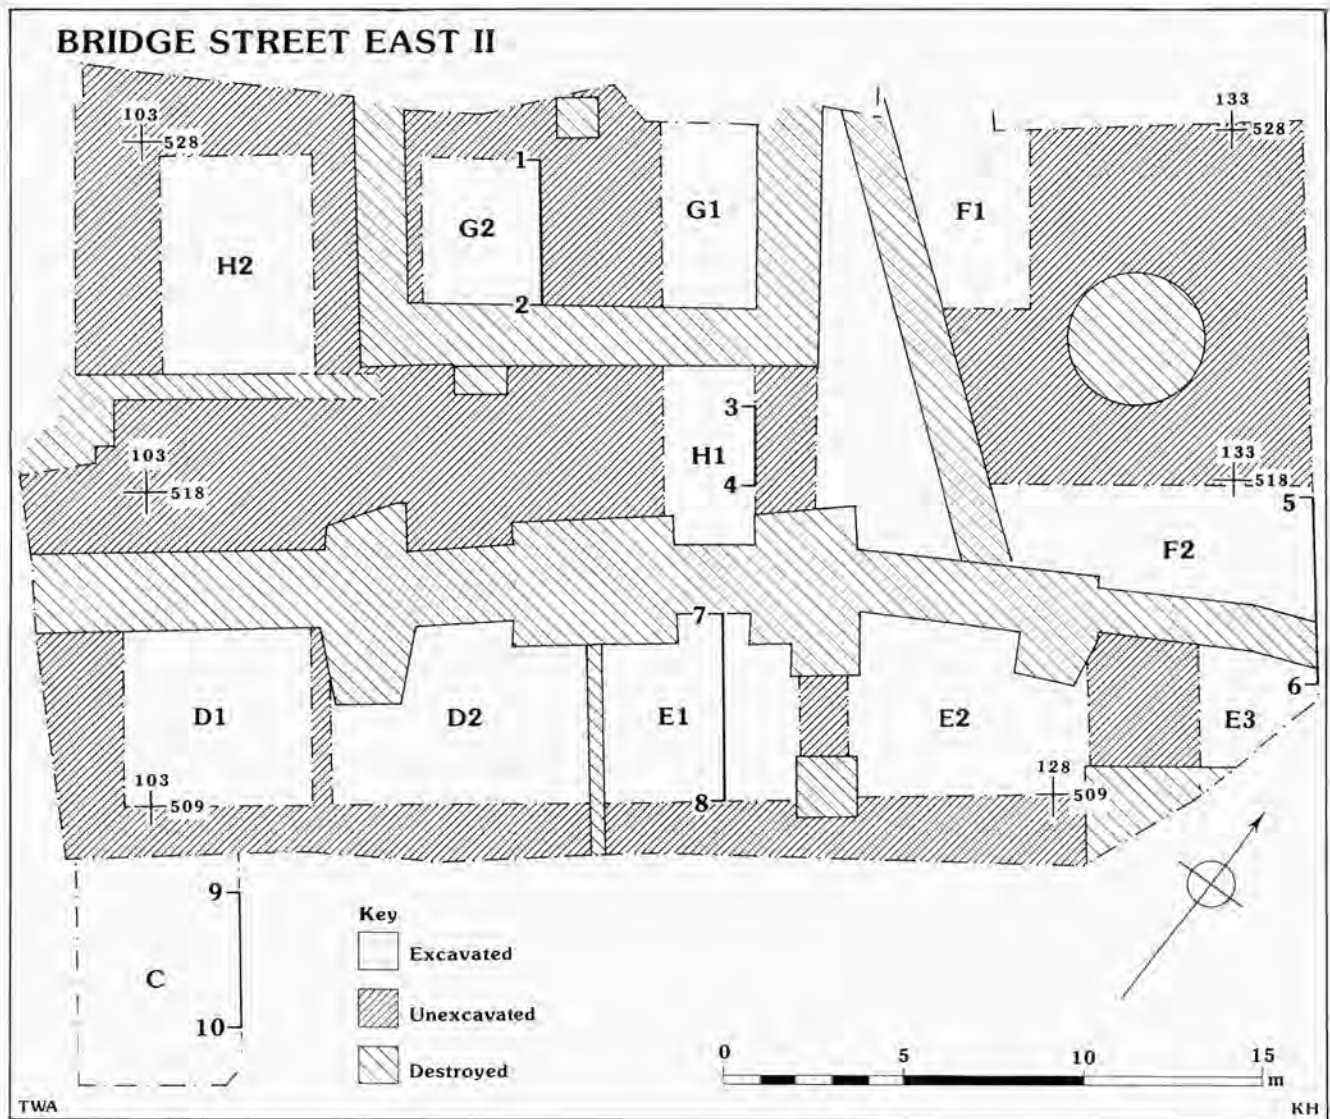 BRIDGE STREET EAST II
103
528
133
528
1
G2
G1
F1
H2
2
3
H1
4
103
518
133
518
5
F2
7
6
D1
D2
E1
E2
E3
103
509
128
509
8
9
C
10
Key
Excavated
Unexcavated
Destroyed
0 5 10 15
m
TWA
KH